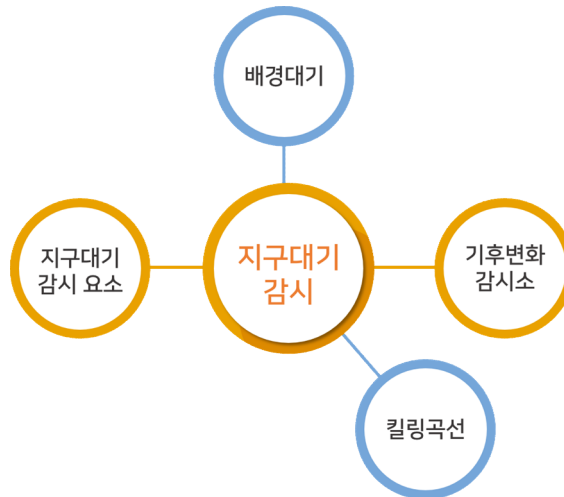 배경대기
지구대기
감시 요소
지구대기
감시
기후변화
감시소
킬링곡선